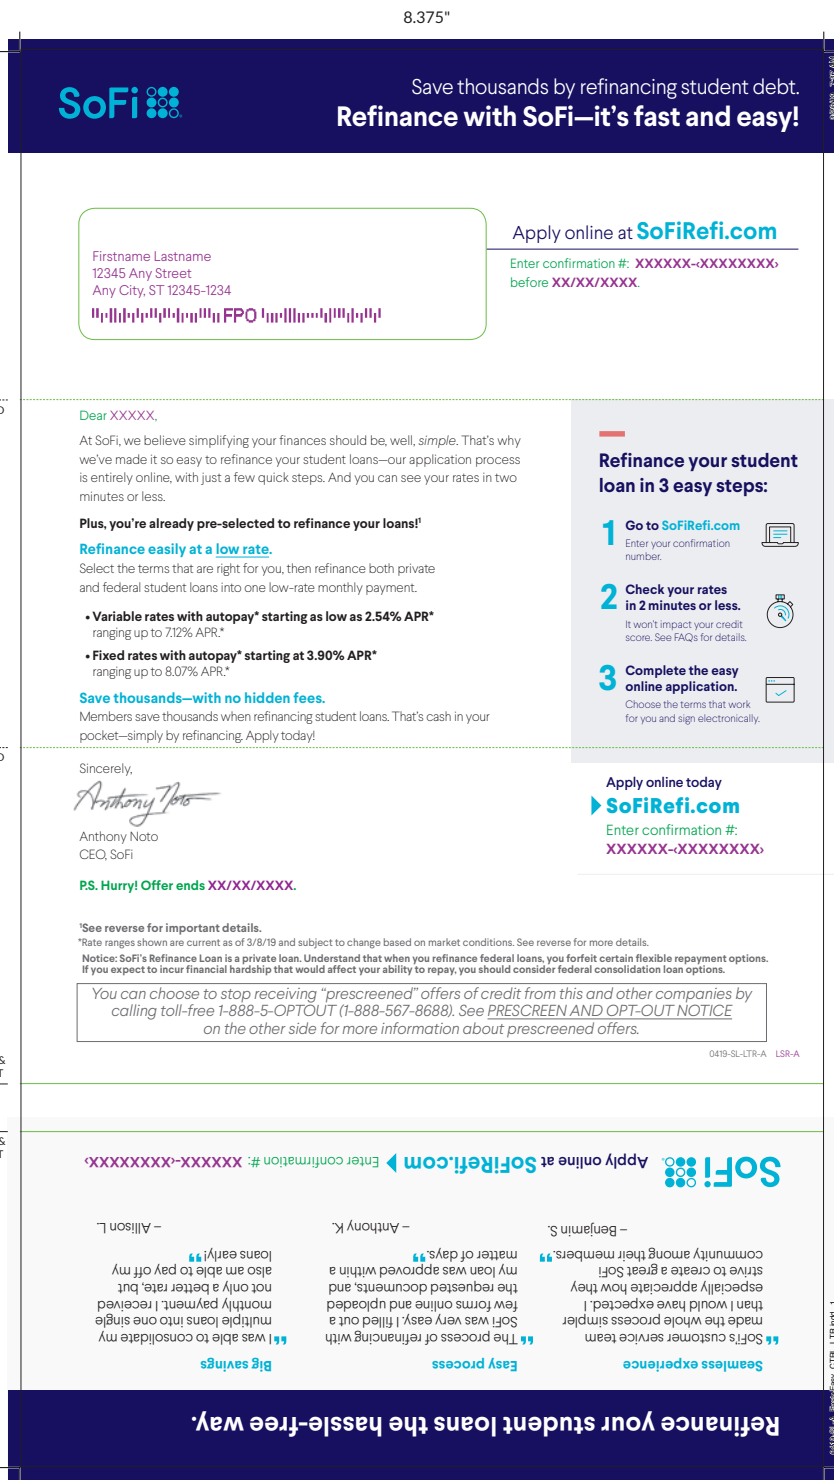 8.375"
SoFi
Save thousands by refinancing student debt.
Refinance with SoFi—it's fast and easy!
Firstname Lastname
12345 Any Street
Any City, ST 12345-1234
FPO
Apply online at SoFiRefi.com
Enter confirmation #: XXXXXX-‹XXXXXXXX›
before XX/XX/XXXX.
Dear XXXXX,
At SoFi, we believe simplifying your finances should be, well, simple. That's why
we've made it so easy to refinance your student loans—our application process
is entirely online, with just a few quick steps. And you can see your rates in two
minutes or less.
Plus, you're already pre-selected to refinance your loans!¹
Refinance easily at a low rate.
Select the terms that are right for you, then refinance both private
and federal student loans into one low-rate monthly payment.
• Variable rates with autopay* starting as low as 2.54% APR*
ranging up to 7.12% APR.*
• Fixed rates with autopay* starting at 3.90% APR*
ranging up to 8.07% APR.*
Save thousands—with no hidden fees.
Members save thousands when refinancing student loans. That's cash in your
pocket—simply by refinancing. Apply today!
Sincerely,
Anthony Noto
Anthony Noto
CEO, SoFi
P.S. Hurry! Offer ends XX/XX/XXXX.
Refinance your student
loan in 3 easy steps:
1 Go to SoFiRefi.com
Enter your confirmation
number.
2 Check your rates
in 2 minutes or less.
It won't impact your credit
score. See FAQs for details.
3 Complete the easy
online application.
Choose the terms that work
for you and sign electronically.
Apply online today
SoFiRefi.com
Enter confirmation #:
XXXXXX-‹XXXXXXXX›
¹See reverse for important details.
*Rate ranges shown are current as of 3/8/19 and subject to change based on market conditions. See reverse for more details.
Notice: SoFi's Refinance Loan is a private loan. Understand that when you refinance federal loans, you forfeit certain flexible repayment options.
If you expect to incur financial hardship that would affect your ability to repay, you should consider federal consolidation loan options.
You can choose to stop receiving "prescreened" offers of credit from this and other companies by
calling toll-free 1-888-5-OPTOUT (1-888-567-8688). See PRESCREEN AND OPT-OUT NOTICE
on the other side for more information about prescreened offers.
0419-SL-LTR-A LSR-A
Refinance your student loans the hassle-free way.
Seamless experience
“SoFi's customer service team
made the whole process simpler
than I would have expected. I
especially appreciate how they
strive to create a great SoFi
community among their members.”
– Benjamin S.
Easy process
“The process of refinancing with
SoFi was very easy. I filled out a
few forms online and uploaded
the requested documents, and
my loan was approved within a
matter of days.”
– Anthony K.
Big savings
“I was able to consolidate my
multiple loans into one single
monthly payment. I received
not only a better rate, but
also am able to pay off my
loans early!”
– Allison L.
SoFi
Apply online at SoFiRefi.com Enter confirmation #: XXXXXX-‹XXXXXXXX›